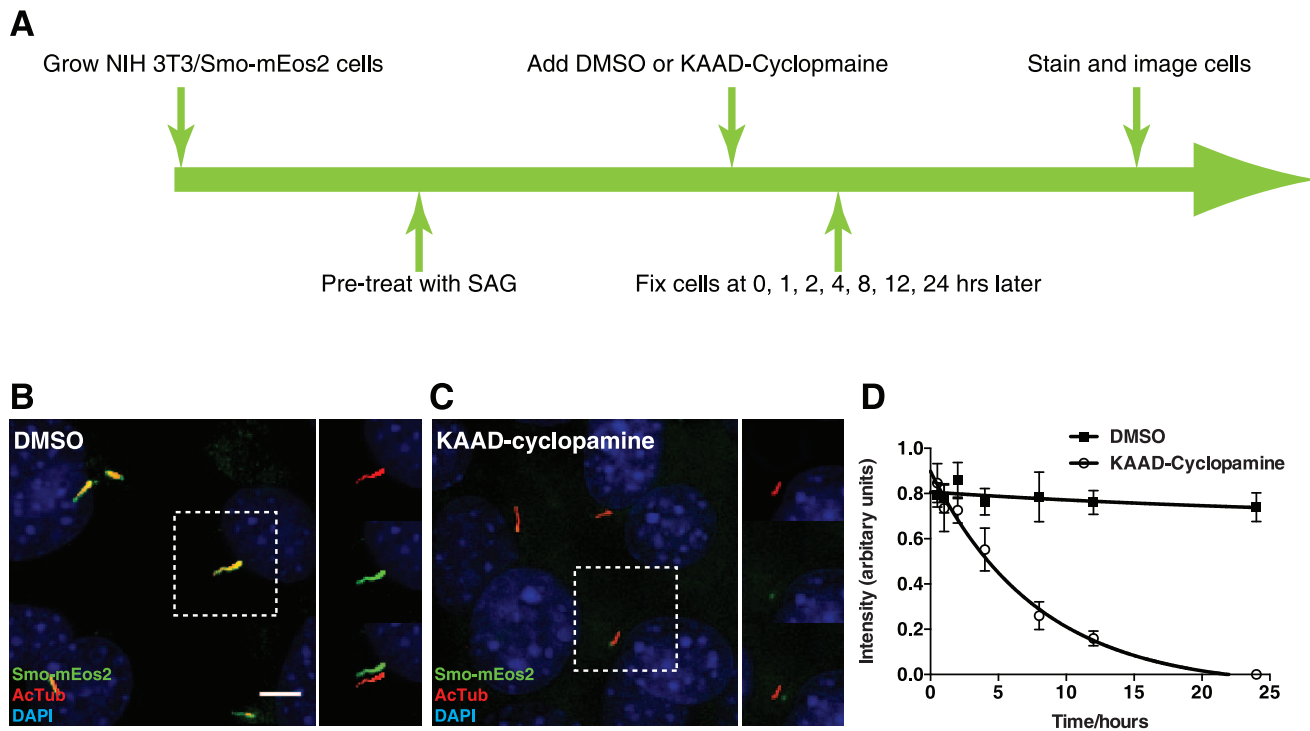 A
Grow NIH 3T3/Smo-mEos2 cells
Add DMSO or KAAD-Cyclopmaine
Stain and image cells
Pre-treat with SAG
Fix cells at 0, 1, 2, 4, 8, 12, 24 hrs later
B
DMSO
Smo-mEos2
AcTub
DAPI
C
KAAD-cyclopamine
Smo-mEos2
AcTub
DAPI
D
DMSO
KAAD-Cyclopamine
Intensity (arbitary units)
1.0
0.8
0.6
0.4
0.2
0.0
0 5 10 15 20 25
Time/hours